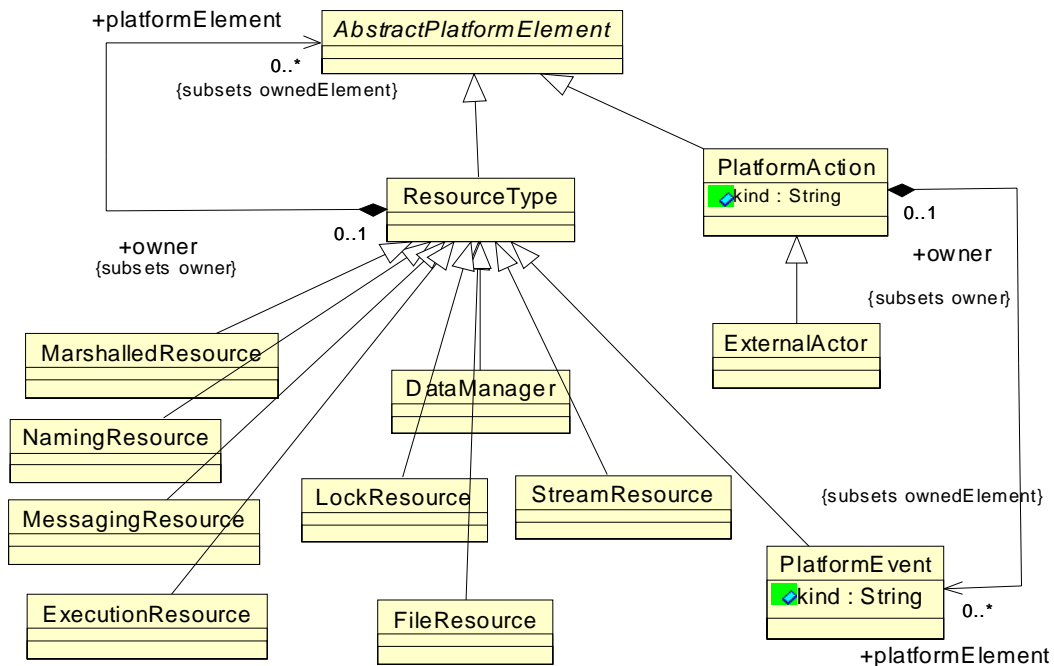 +platformElement
AbstractPlatformElement
0..*
{subsets ownedElement}
PlatformAction
kind : String
ResourceType
0..1
0..1
+owner
{subsets owner}
+owner
{subsets owner}
MarshalledResource
ExternalActor
DataManager
NamingResource
LockResource
StreamResource
{subsets ownedElement}
MessagingResource
PlatformEvent
kind : String
ExecutionResource
FileResource
0..*
+platformElement